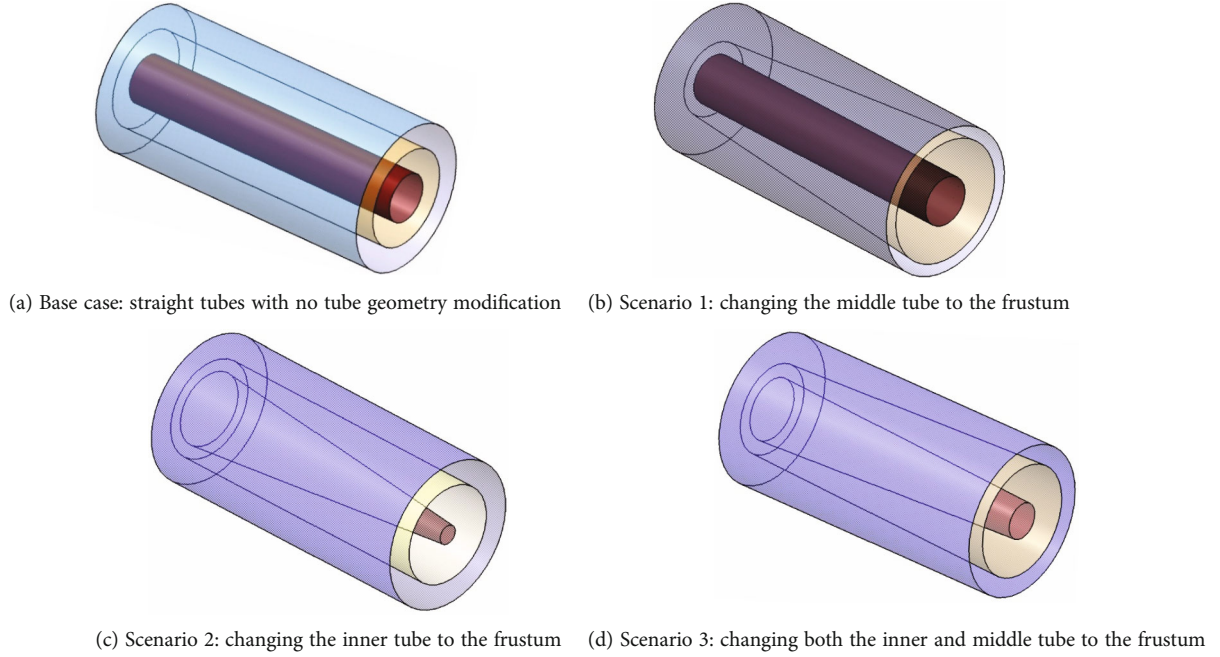 (a) Base case: straight tubes with no tube geometry modification
(b) Scenario 1: changing the middle tube to the frustum
(c) Scenario 2: changing the inner tube to the frustum
(d) Scenario 3: changing both the inner and middle tube to the frustum